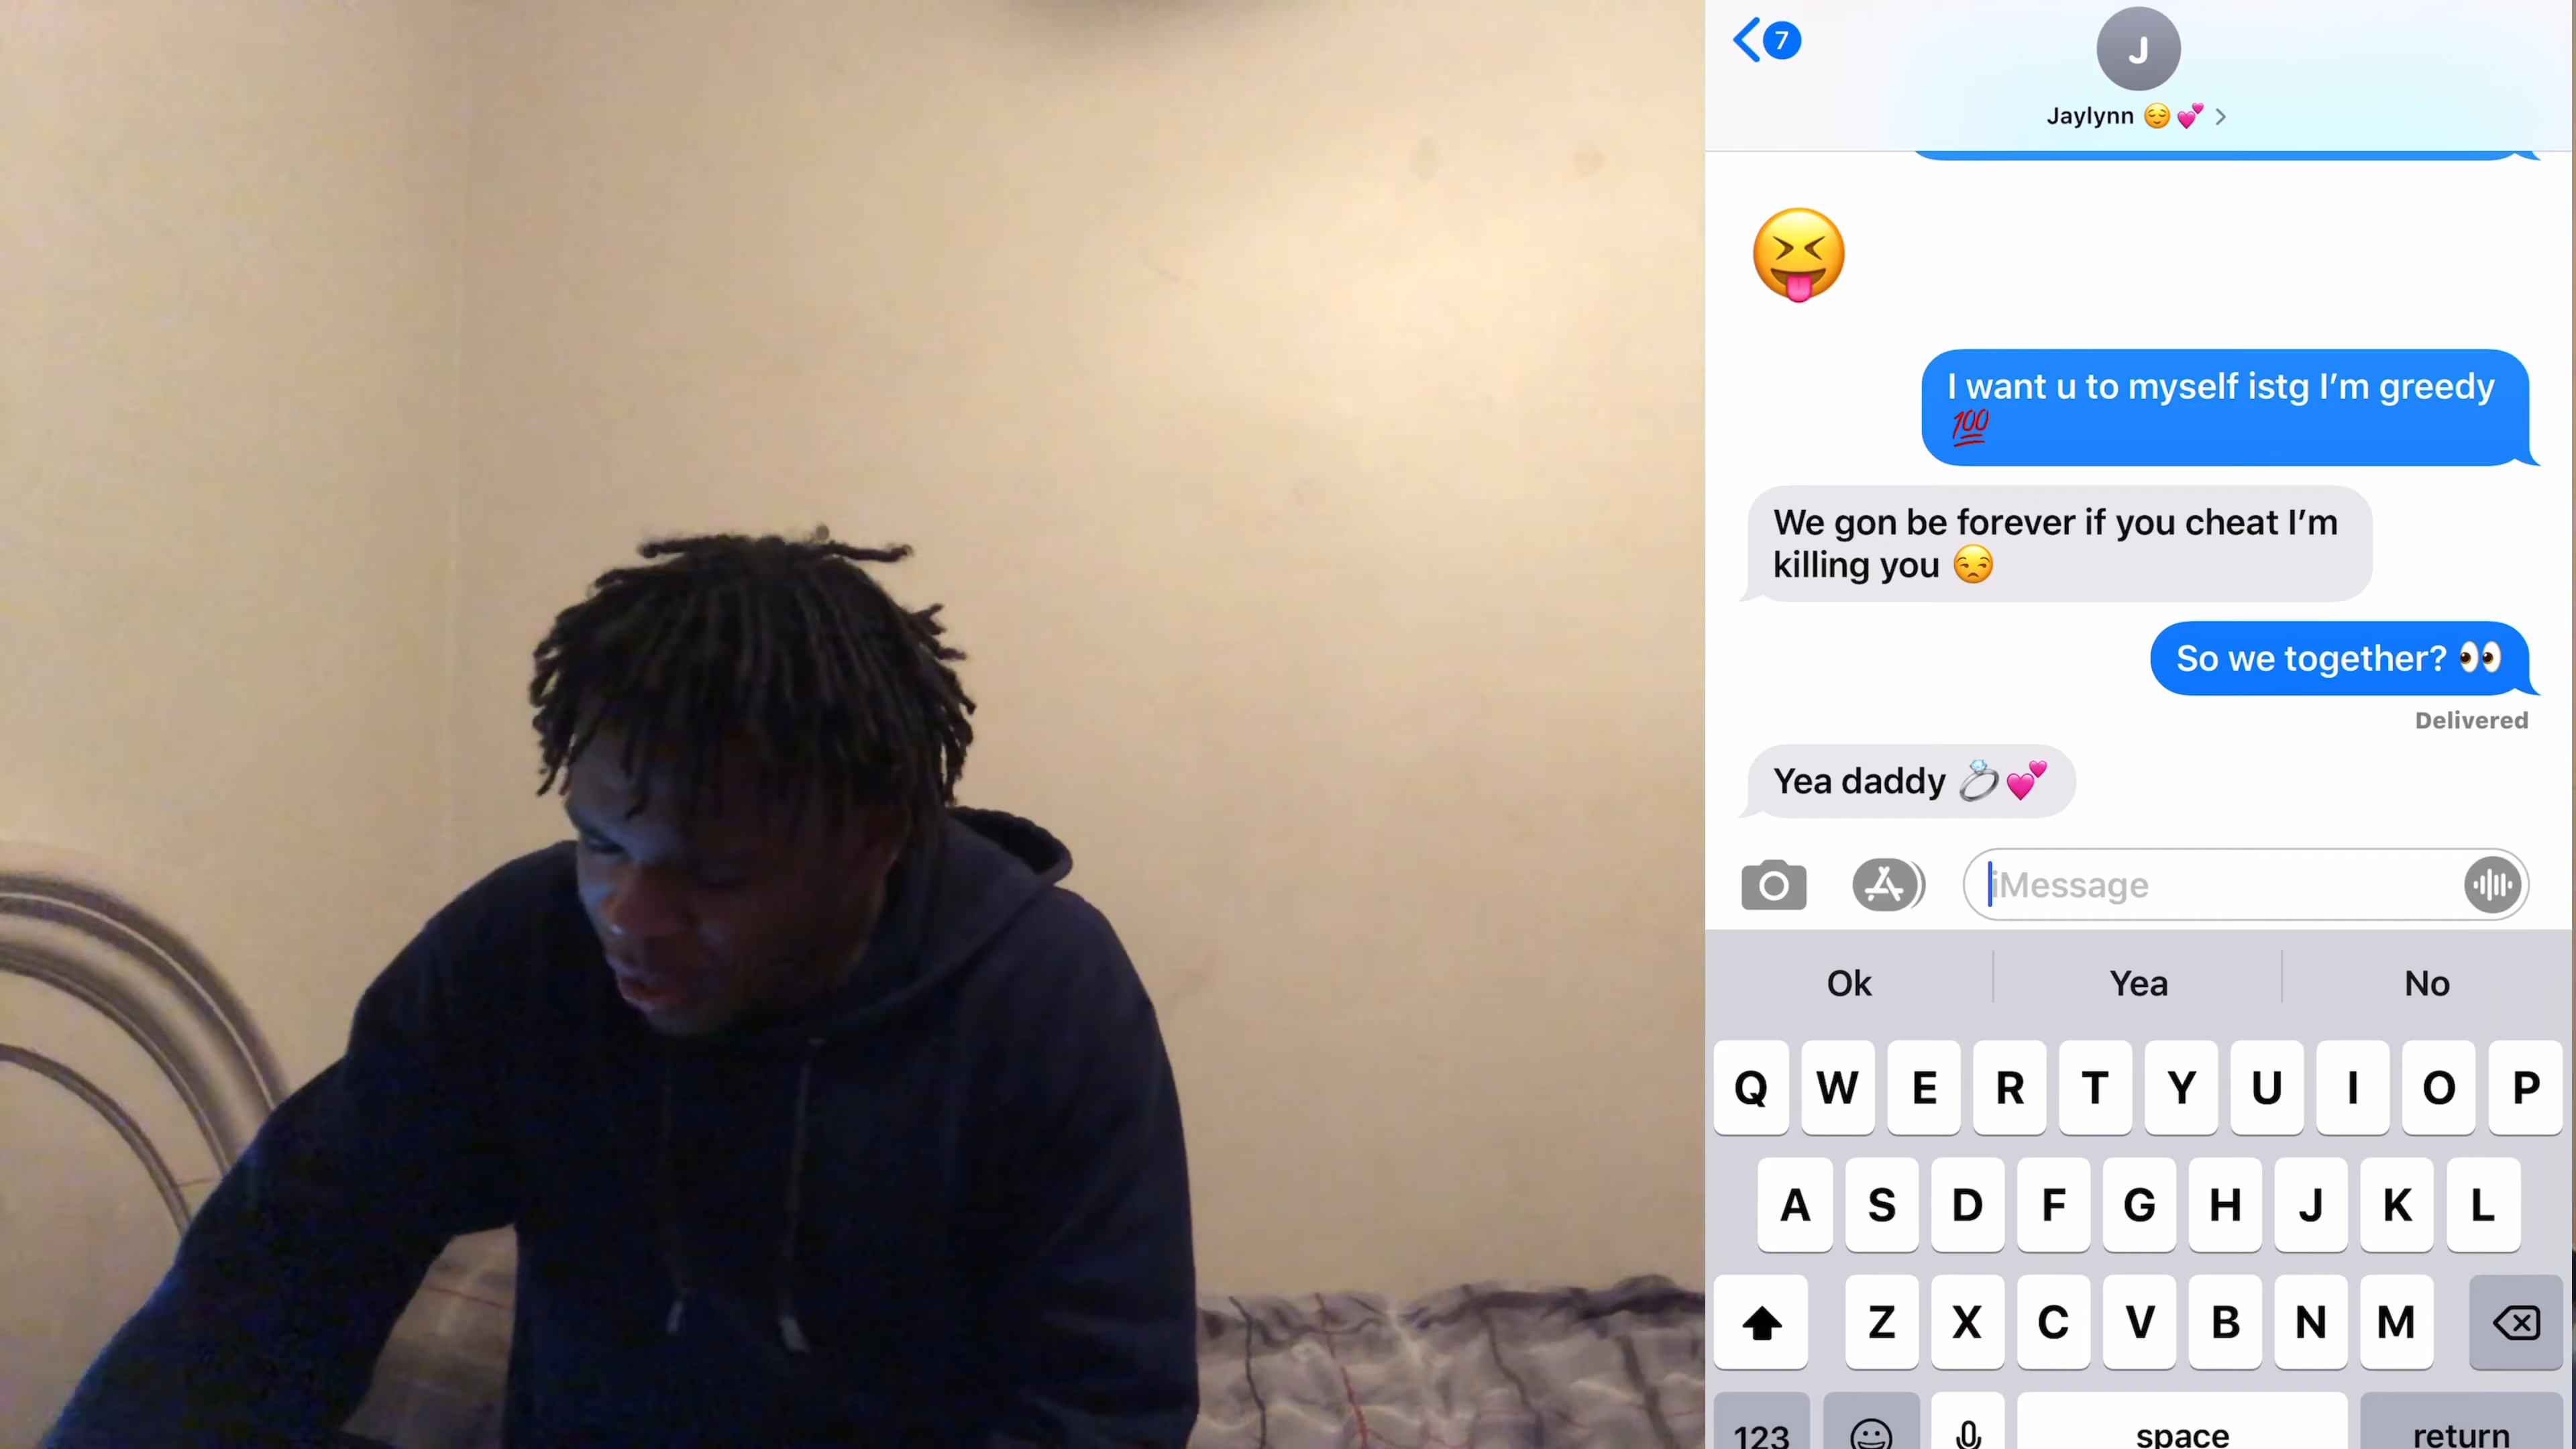 7
J
Jaylynn 😌💕 >
😝
I want u to myself istg I’m greedy
💯
We gon be forever if you cheat I’m
killing you 😒
So we together? 👀
Delivered
Yea daddy 💍💕
iMessage
Ok Yea No
Q W E R T Y U I O P
A S D F G H J K L
Z X C V B N M
123 space return